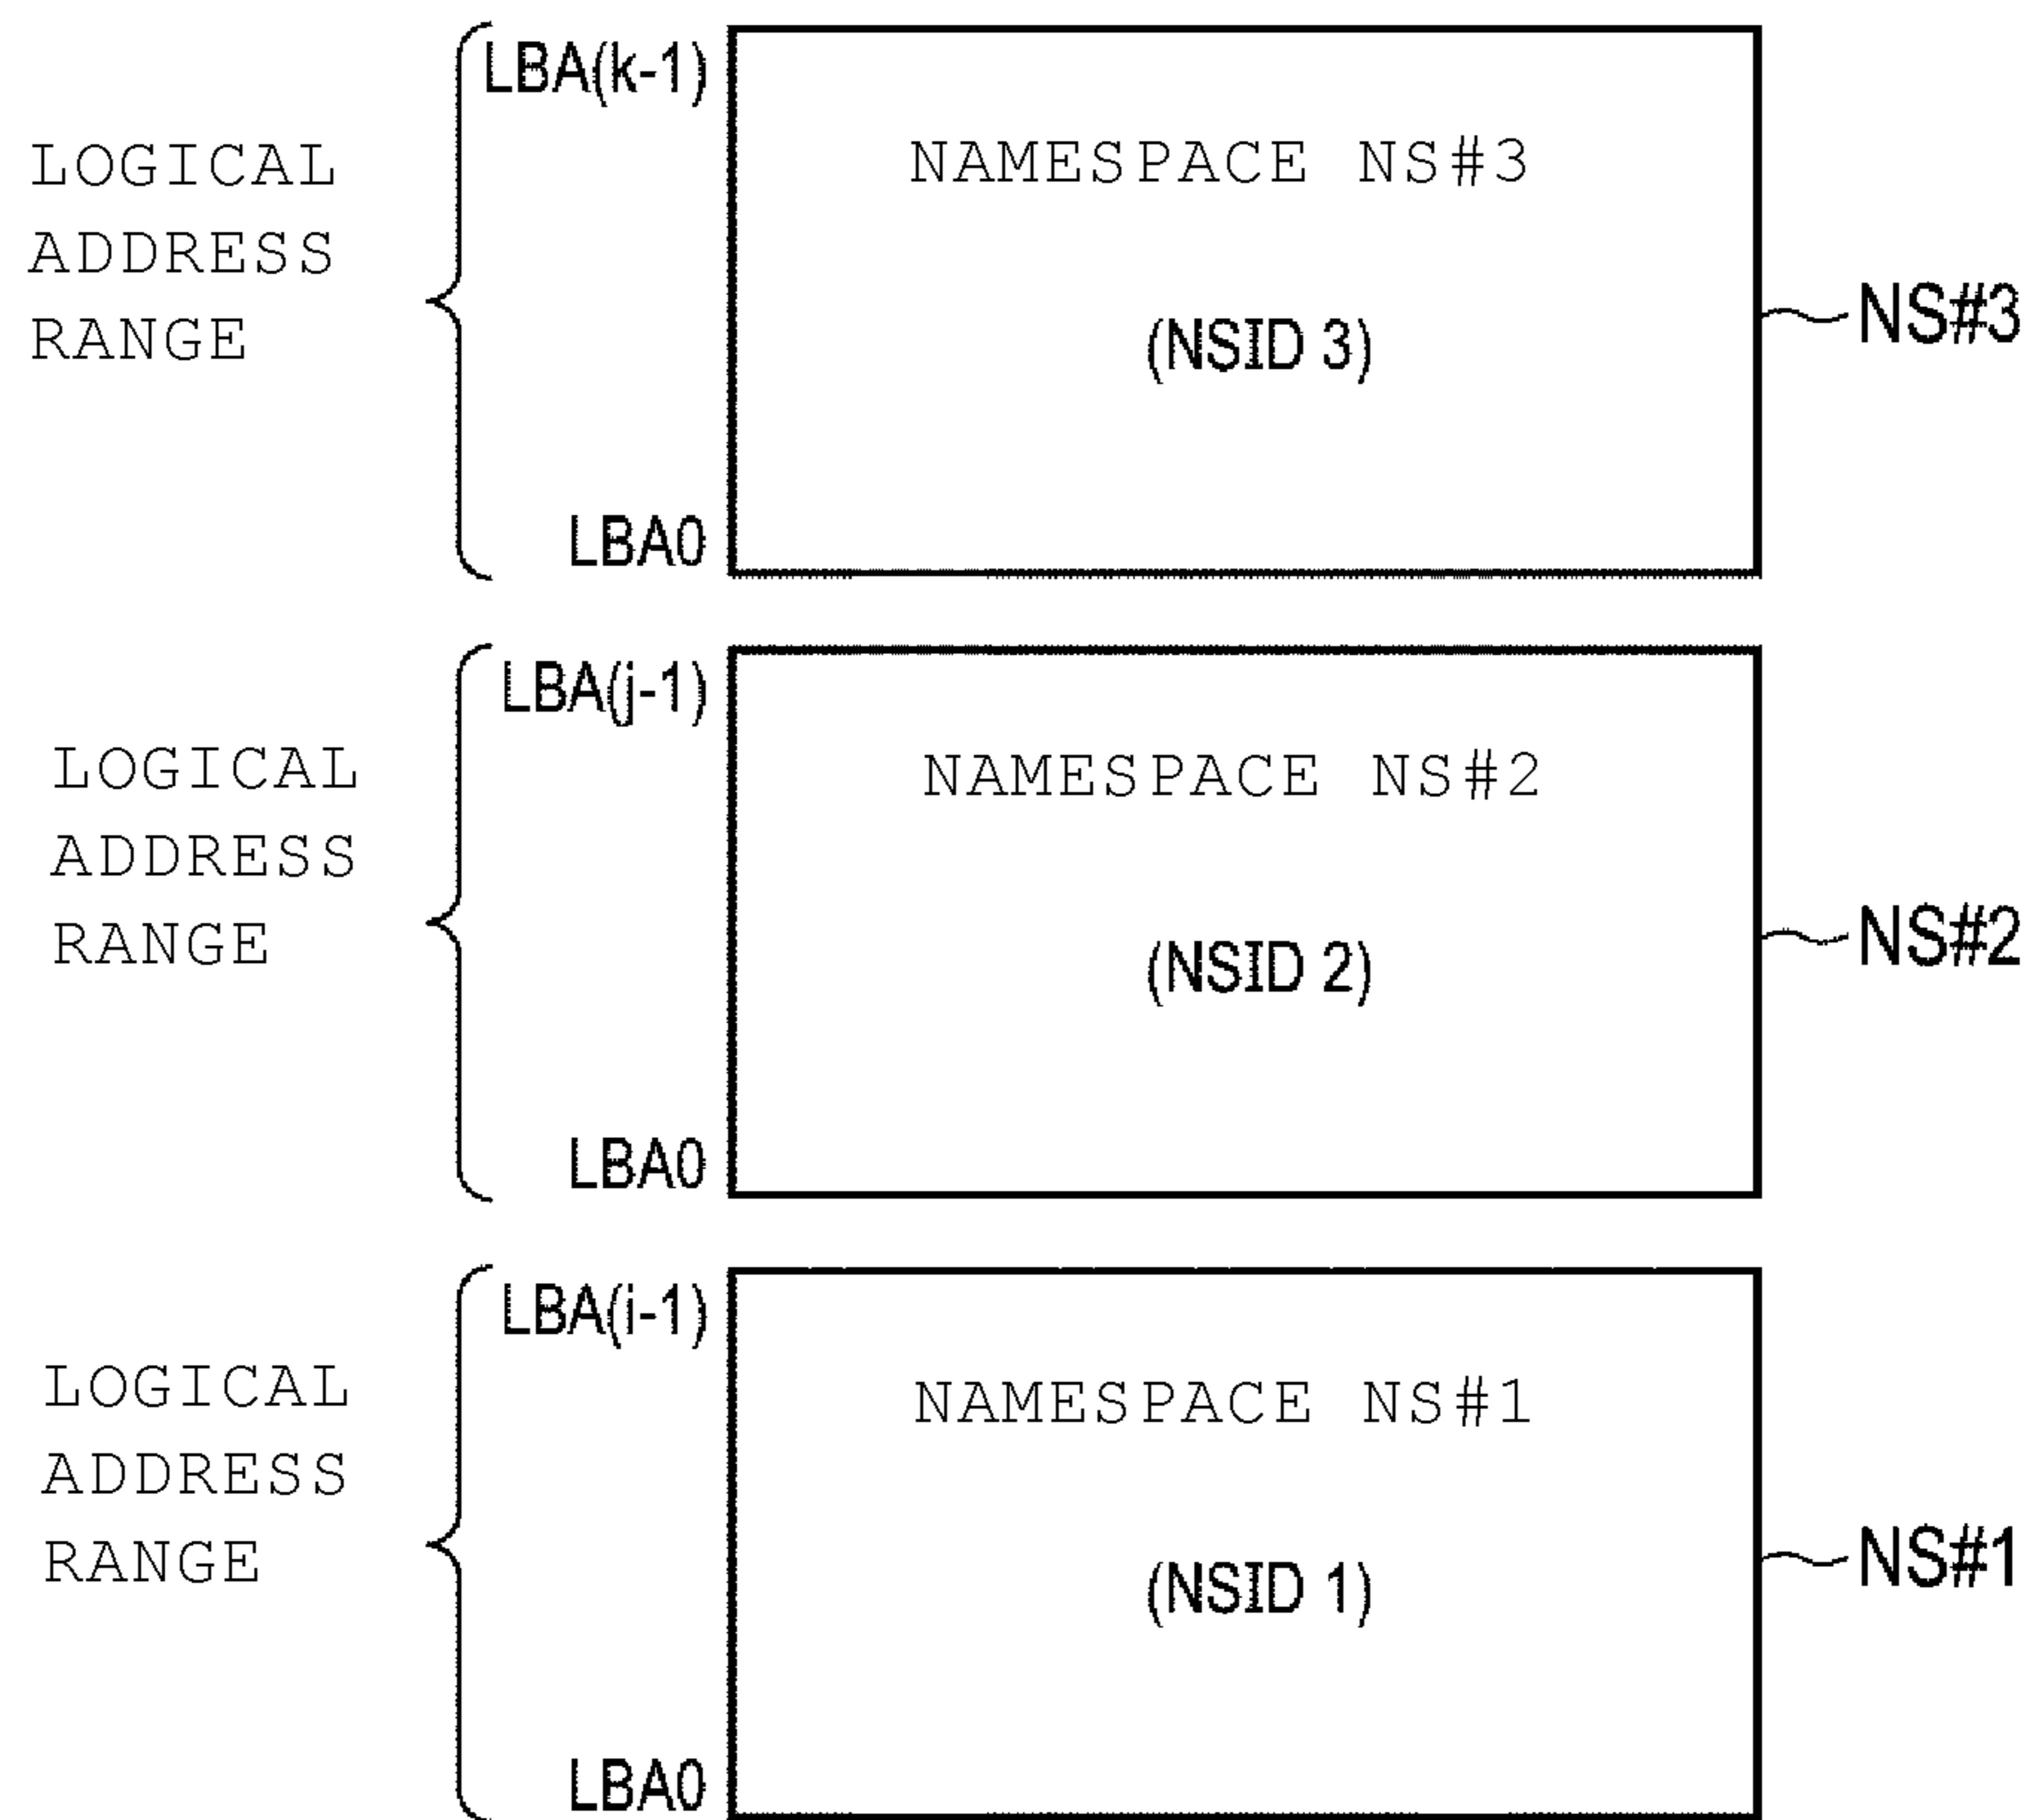 LBA(k-1)
LOGICAL
ADDRESS
RANGE
NAMESPACE NS#3
(NSID 3)
NS#3
LBA0
LBA(j-1)
LOGICAL
ADDRESS
RANGE
NAMESPACE NS#2
(NSID 2)
NS#2
LBA0
LBA(i-1)
LOGICAL
ADDRESS
RANGE
NAMESPACE NS#1
(NSID 1)
NS#1
LBA0